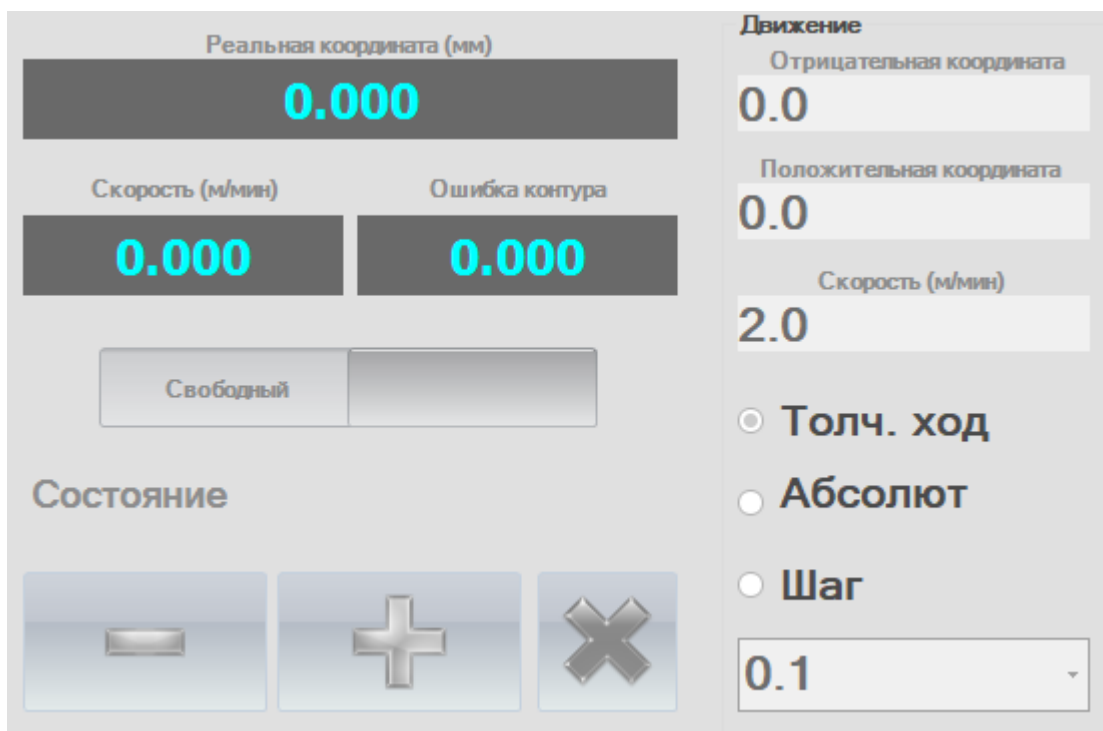 Реальная координата (мм)
0.000
Скорость (м/мин)
Ошибка контура
0.000
0.000
Свободный
Состояние
Движение
Отрицательная координата
0.0
Положительная координата
0.0
Скорость (м/мин)
2.0
Толч. ход
Абсолют
Шаг
0.1